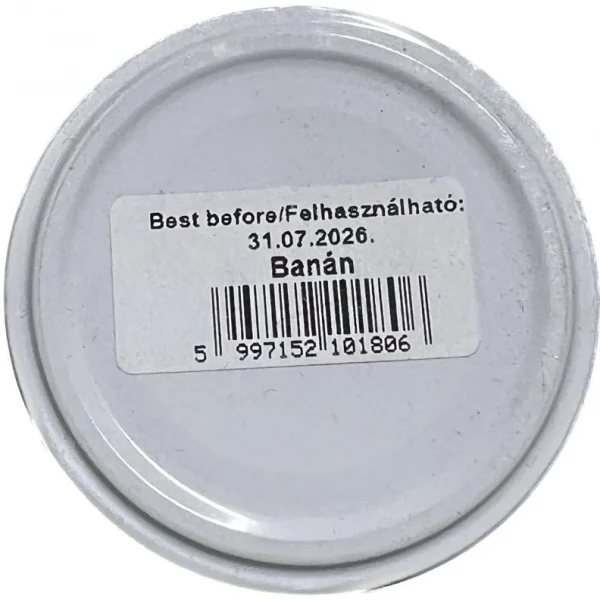 Best before/Felhasználható:
31.07.2026.
Banán
5 997152 101806